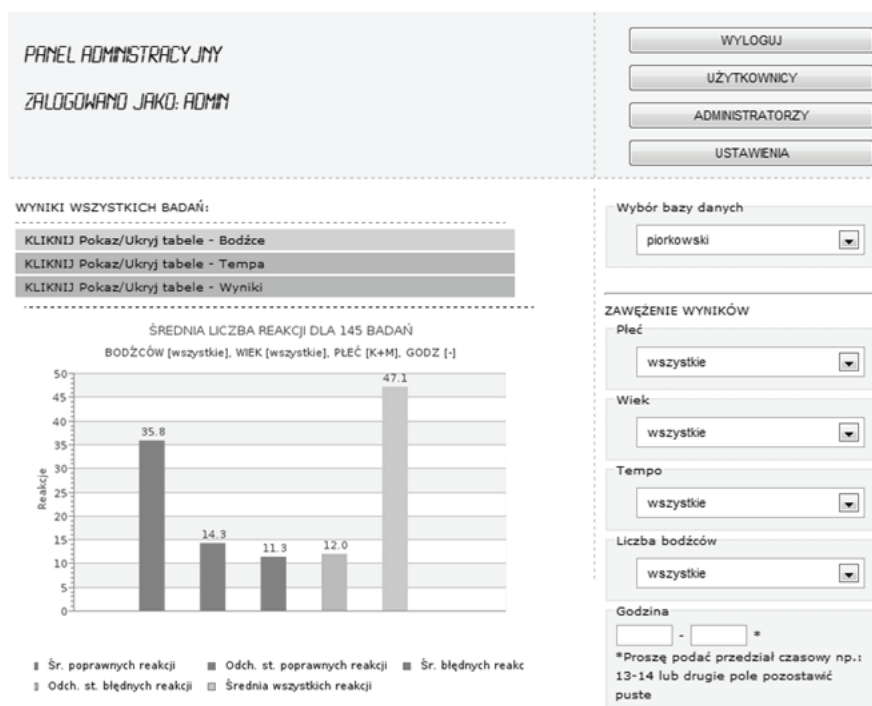 PANEL ADMINISTRACYJNY
ZALOGOWANO JAKO: ADMIN
WYLOGUJ
UŻYTKOWNICY
ADMINISTRATORZY
USTAWIENIA
WYNIKI WSZYSTKICH BADAŃ:
KLIKNIJ Pokaz/Ukryj tabele - Bodźce
KLIKNIJ Pokaz/Ukryj tabele - Tempa
KLIKNIJ Pokaz/Ukryj tabele - Wyniki
ŚREDNIA LICZBA REAKCJI DLA 145 BADAŃ
BODŹCÓW [wszystkie], WIEK [wszystkie], PŁEĆ [K+M], GODZ [-]
Reakcje
50
45
40
35
30
25
20
15
10
5
0
35.8
14.3
11.3
12.0
47.1
Śr. poprawnych reakcji
Odch. st. poprawnych reakcji
Śr. błędnych reakc
Odch. st. błędnych reakcji
Średnia wszystkich reakcji
Wybór bazy danych
piorkowski
ZAWĘŻENIE WYNIKÓW
Płeć
wszystkie
Wiek
wszystkie
Tempo
wszystkie
Liczba bodźców
wszystkie
Godzina
- *
*Proszę podać przedział czasowy np.:
13-14 lub drugie pole pozostawić
puste